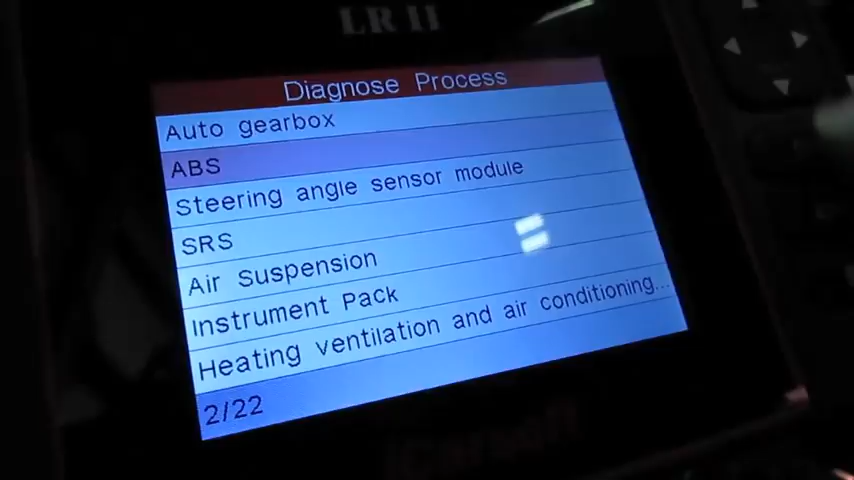 LR II
Diagnose Process
Auto gearbox
ABS
Steering angle sensor module
SRS
Air Suspension
Instrument Pack
Heating ventilation and air conditioning...
2/22
iCarsoft